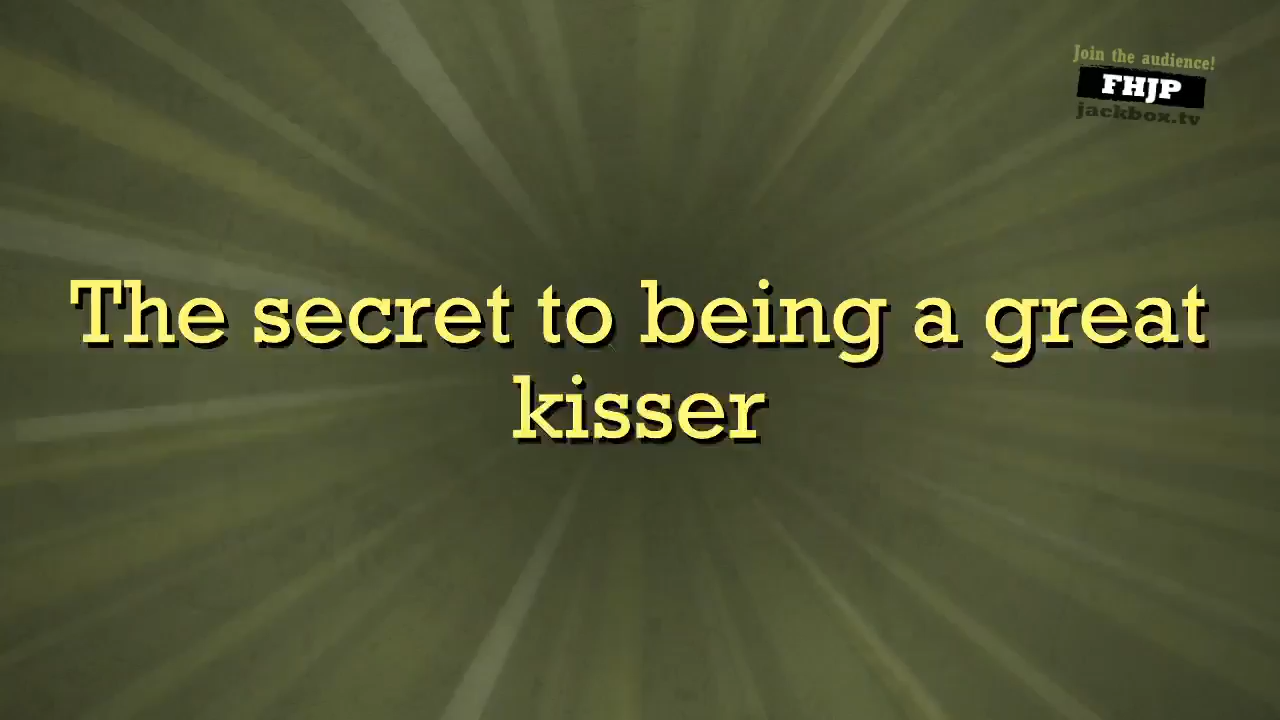 Join the audience!
FHJP
jackbox.tv
The secret to being a great
kisser